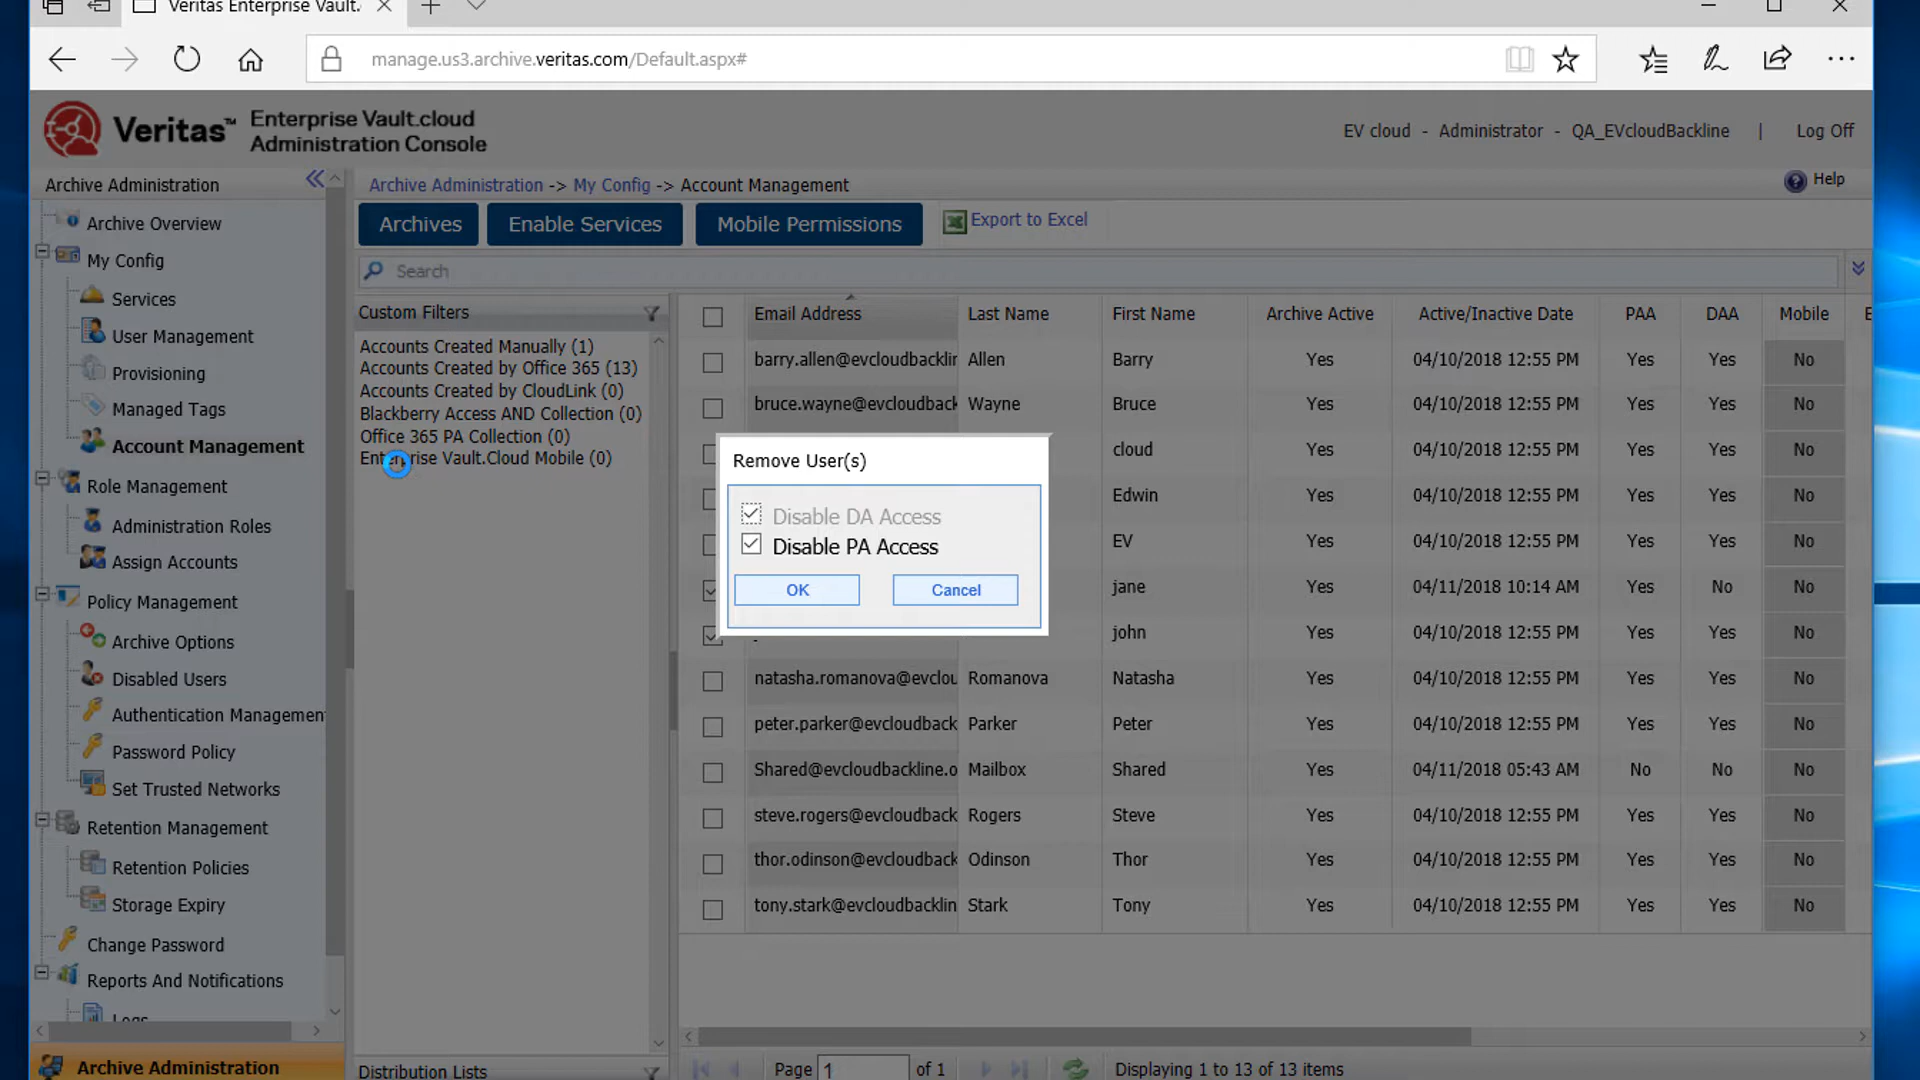 Veritas Enterprise Vault.
manage.us3.archive.veritas.com/Default.aspx#
Veritas™ Enterprise Vault.cloud
Administration Console
EV cloud - Administrator - QA_EVcloudBackline | Log Off
Archive Administration
Archive Administration -> My Config -> Account Management
Help
Archive Overview
My Config
Services
User Management
Provisioning
Managed Tags
Account Management
Role Management
Administration Roles
Assign Accounts
Policy Management
Archive Options
Disabled Users
Authentication Managemen
Password Policy
Set Trusted Networks
Retention Management
Retention Policies
Storage Expiry
Change Password
Reports And Notifications
Logs
Archive Administration
Archives Enable Services Mobile Permissions Export to Excel
Search
Custom Filters
Accounts Created Manually (1)
Accounts Created by Office 365 (13)
Accounts Created by CloudLink (0)
Blackberry Access AND Collection (0)
Office 365 PA Collection (0)
Enterprise Vault.Cloud Mobile (0)
Distribution Lists
Email Address Last Name First Name Archive Active Active/Inactive Date PAA DAA Mobile E
barry.allen@evcloudbacklin Allen Barry Yes 04/10/2018 12:55 PM Yes Yes No
bruce.wayne@evcloudback Wayne Bruce Yes 04/10/2018 12:55 PM Yes Yes No
cloud Yes 04/10/2018 12:55 PM Yes Yes No
Edwin Yes 04/10/2018 12:55 PM Yes Yes No
EV Yes 04/10/2018 12:55 PM Yes Yes No
jane Yes 04/11/2018 10:14 AM Yes No No
john Yes 04/10/2018 12:55 PM Yes Yes No
natasha.romanova@evclou Romanova Natasha Yes 04/10/2018 12:55 PM Yes Yes No
peter.parker@evcloudback Parker Peter Yes 04/10/2018 12:55 PM Yes Yes No
Shared@evcloudbackline.o Mailbox Shared Yes 04/11/2018 05:43 AM No No No
steve.rogers@evcloudback Rogers Steve Yes 04/10/2018 12:55 PM Yes Yes No
thor.odinson@evcloudback Odinson Thor Yes 04/10/2018 12:55 PM Yes Yes No
tony.stark@evcloudbacklin Stark Tony Yes 04/10/2018 12:55 PM Yes Yes No
Remove User(s)
Disable DA Access
Disable PA Access
OK Cancel
Page 1 of 1 Displaying 1 to 13 of 13 items